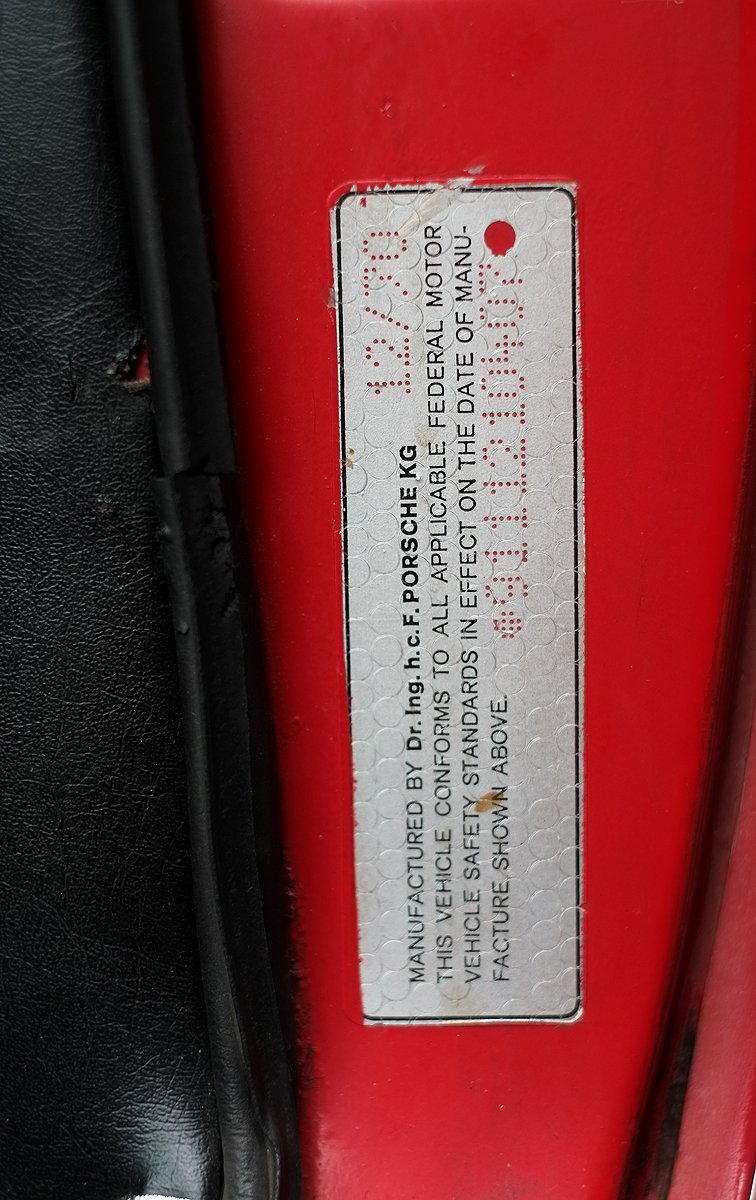 12/70
MANUFACTURED BY Dr. Ing. h. c. F. PORSCHE KG
THIS VEHICLE CONFORMS TO ALL APPLICABLE FEDERAL MOTOR
VEHICLE SAFETY STANDARDS IN EFFECT ON THE DATE OF MANU-
FACTURE SHOWN ABOVE.